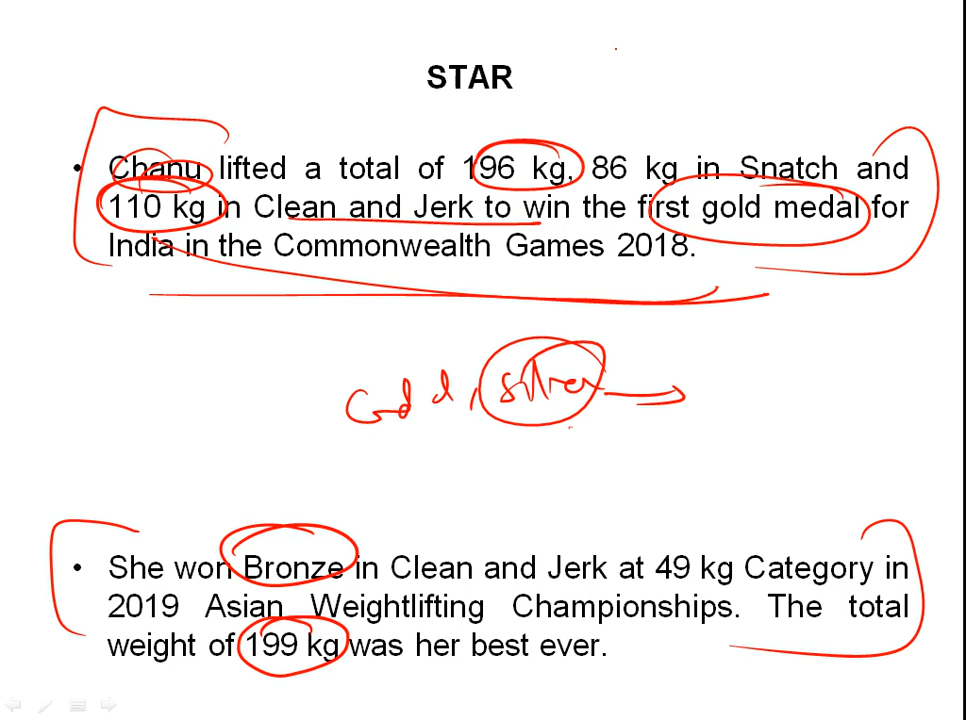 STAR
• Chanu lifted a total of 196 kg, 86 kg in Snatch and
110 kg in Clean and Jerk to win the first gold medal for
India in the Commonwealth Games 2018.
Gold, Silver
• She won Bronze in Clean and Jerk at 49 kg Category in
2019 Asian Weightlifting Championships. The total
weight of 199 kg was her best ever.